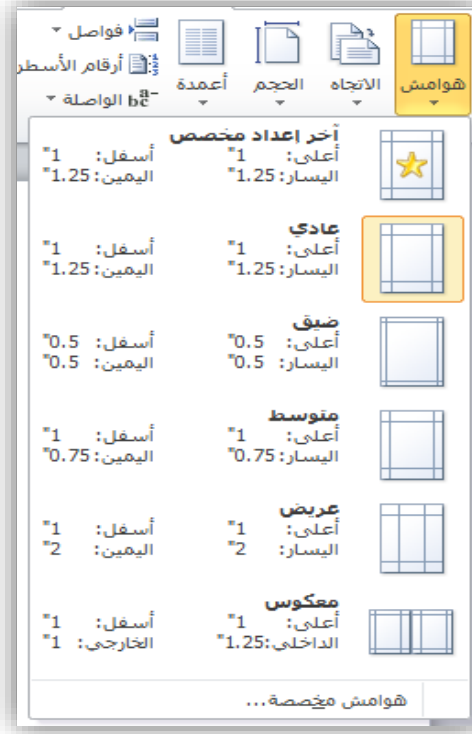 هوامش
الاتجاه
الحجم
أعمدة
فواصل
أرقام الأسطر
الواصلة
آخر إعداد مخصص
أعلى: 1" أسفل: 1"
اليسار: 1.25" اليمين: 1.25"
عادي
أعلى: 1" أسفل: 1"
اليسار: 1.25" اليمين: 1.25"
ضيق
أعلى: 0.5" أسفل: 0.5"
اليسار: 0.5" اليمين: 0.5"
متوسط
أعلى: 1" أسفل: 1"
اليسار: 0.75" اليمين: 0.75"
عريض
أعلى: 1" أسفل: 1"
اليسار: 2" اليمين: 2"
معكوس
أعلى: 1" أسفل: 1"
الداخلي: 1.25" الخارجي: 1"
هوامش مخصصة...